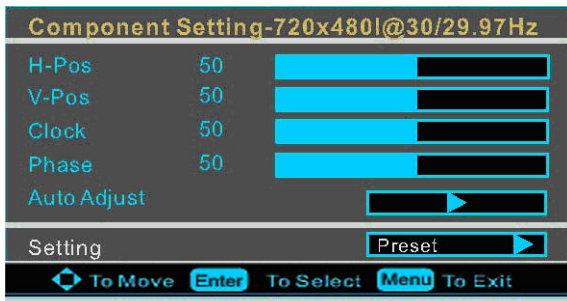 Component Setting-720x480I@30/29.97Hz
H-Pos 50
V-Pos 50
Clock 50
Phase 50
Auto Adjust
Setting Preset
To Move Enter To Select Menu To Exit